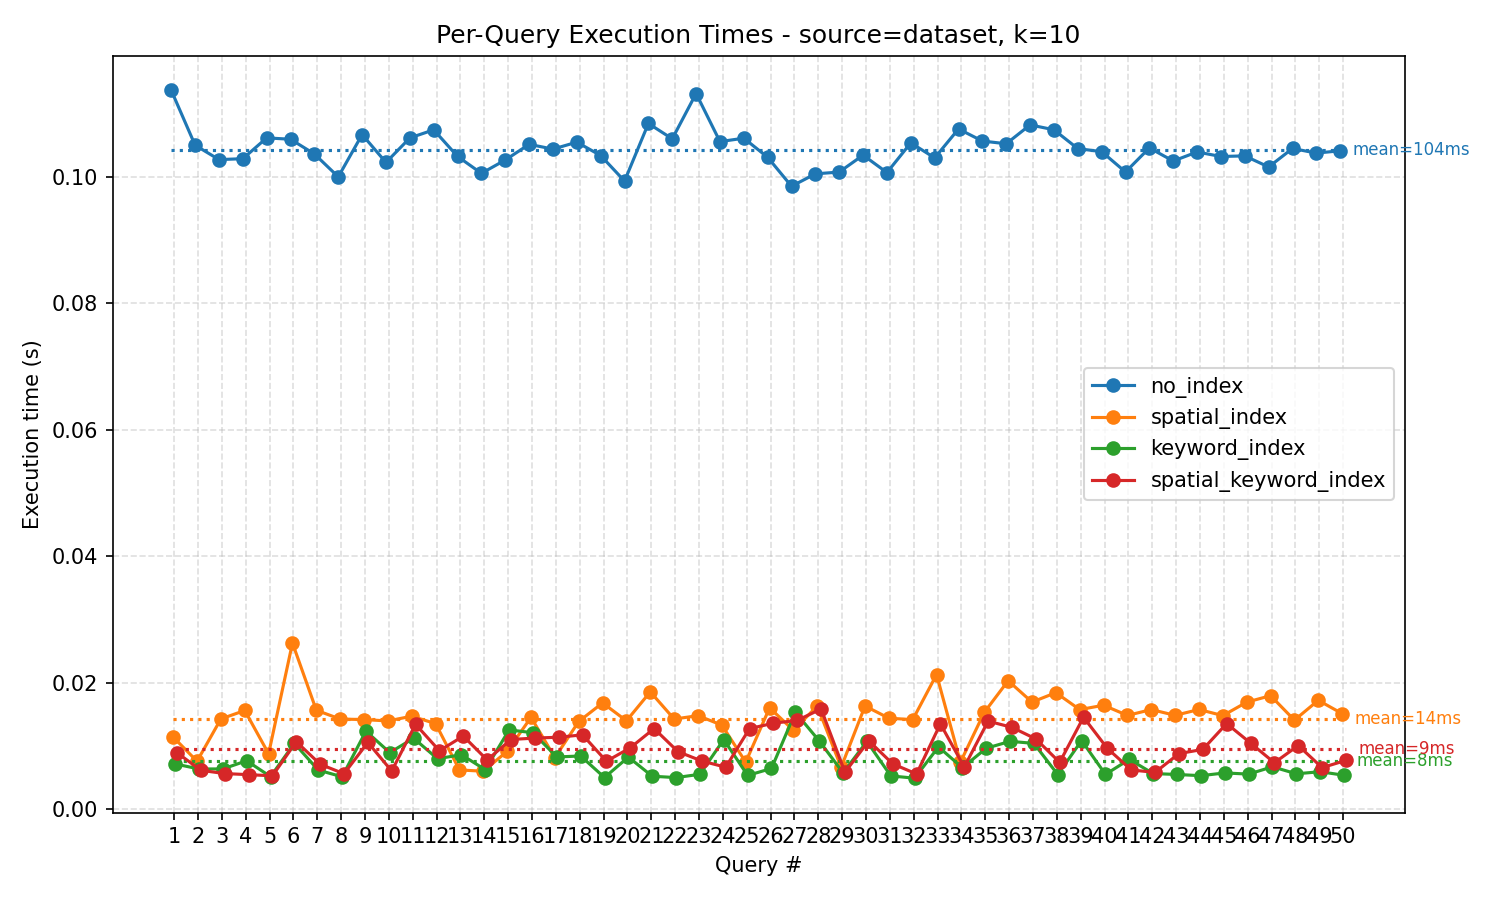 Per-Query Execution Times - source=dataset, k=10
Execution time (s)
0.10
0.08
0.06
0.04
0.02
0.00
mean=104ms
no_index
spatial_index
keyword_index
spatial_keyword_index
mean=14ms
mean=9ms
mean=8ms
1 2 3 4 5 6 7 8 9 10 11 12 13 14 15 16 17 18 19 20 21 22 23 24 25 26 27 28 29 30 31 32 33 34 35 36 37 38 39 40 41 42 43 44 45 46 47 48 49 50
Query #